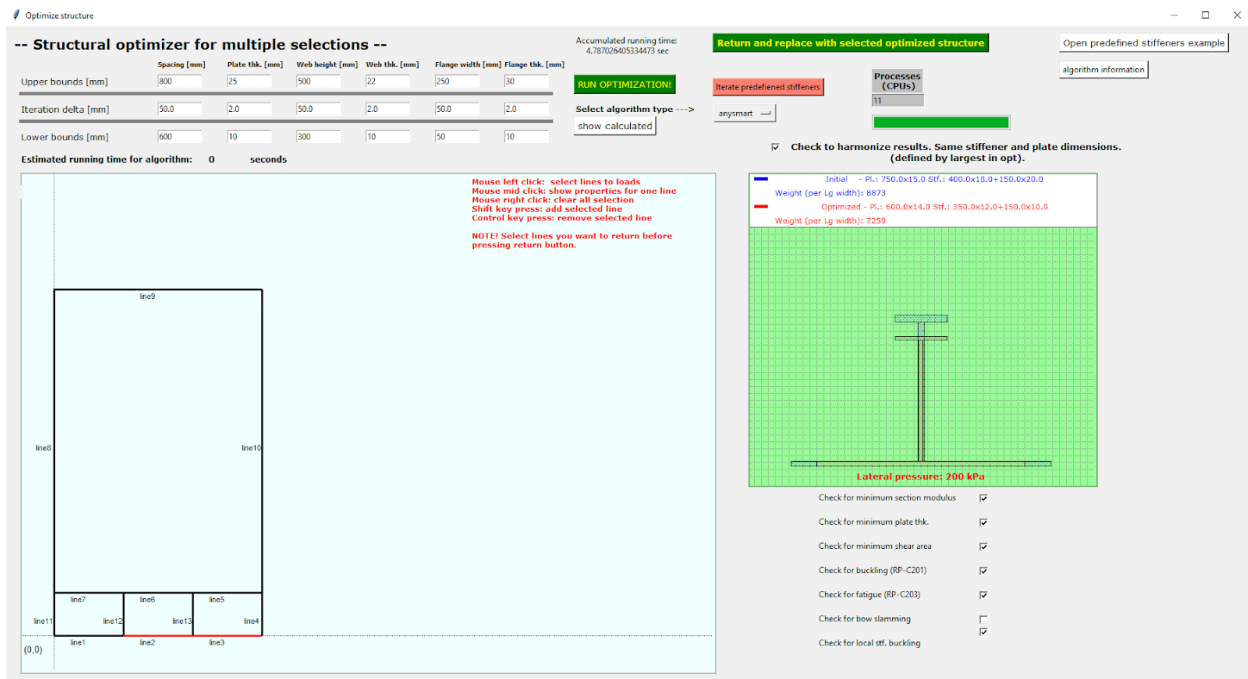 Optimize structure
-- Structural optimizer for multiple selections --
Accumulated running time:
4.787026405334473 sec
Return and replace with selected optimized structure
Open predefined stiffeners example
Spacing [mm] Plate thk. [mm] Web height [mm] Web thk. [mm] Flange width [mm] Flange thk. [mm]
Upper bounds [mm] 800 25 500 22 250 30
RUN OPTIMIZATION!
Iterate predefiened stiffeners
Processes
(CPUs)
11
algorithm information
Iteration delta [mm] 50.0 2.0 50.0 2.0 50.0 2.0
Select algorithm type --->
anysmart
show calculated
Lower bounds [mm] 600 10 300 10 50 10
Estimated running time for algorithm: 0 seconds
Check to harmonize results. Same stiffener and plate dimensions.
(defined by largest in opt).
Mouse left click: select lines to loads
Mouse mid click: show properties for one line
Mouse right click: clear all selection
Shift key press: add selected line
Control key press: remove selected line
NOTE! Select lines you want to return before
pressing return button.
line9
line8
line10
line7
line6
line5
line11
line12
line13
line4
line1
line2
line3
(0,0)
Initial - Pl.: 750.0x15.0 Stf.: 400.0x18.0+150.0x20.0
Weight (per Lg width): 8873
Optimized - Pl.: 600.0x14.0 Stf.: 350.0x12.0+150.0x10.0
Weight (per Lg width): 7259
Lateral pressure: 200 kPa
Check for minimum section modulus
Check for minimum plate thk.
Check for minimum shear area
Check for buckling (RP-C201)
Check for fatigue (RP-C203)
Check for bow slamming
Check for local stf. buckling